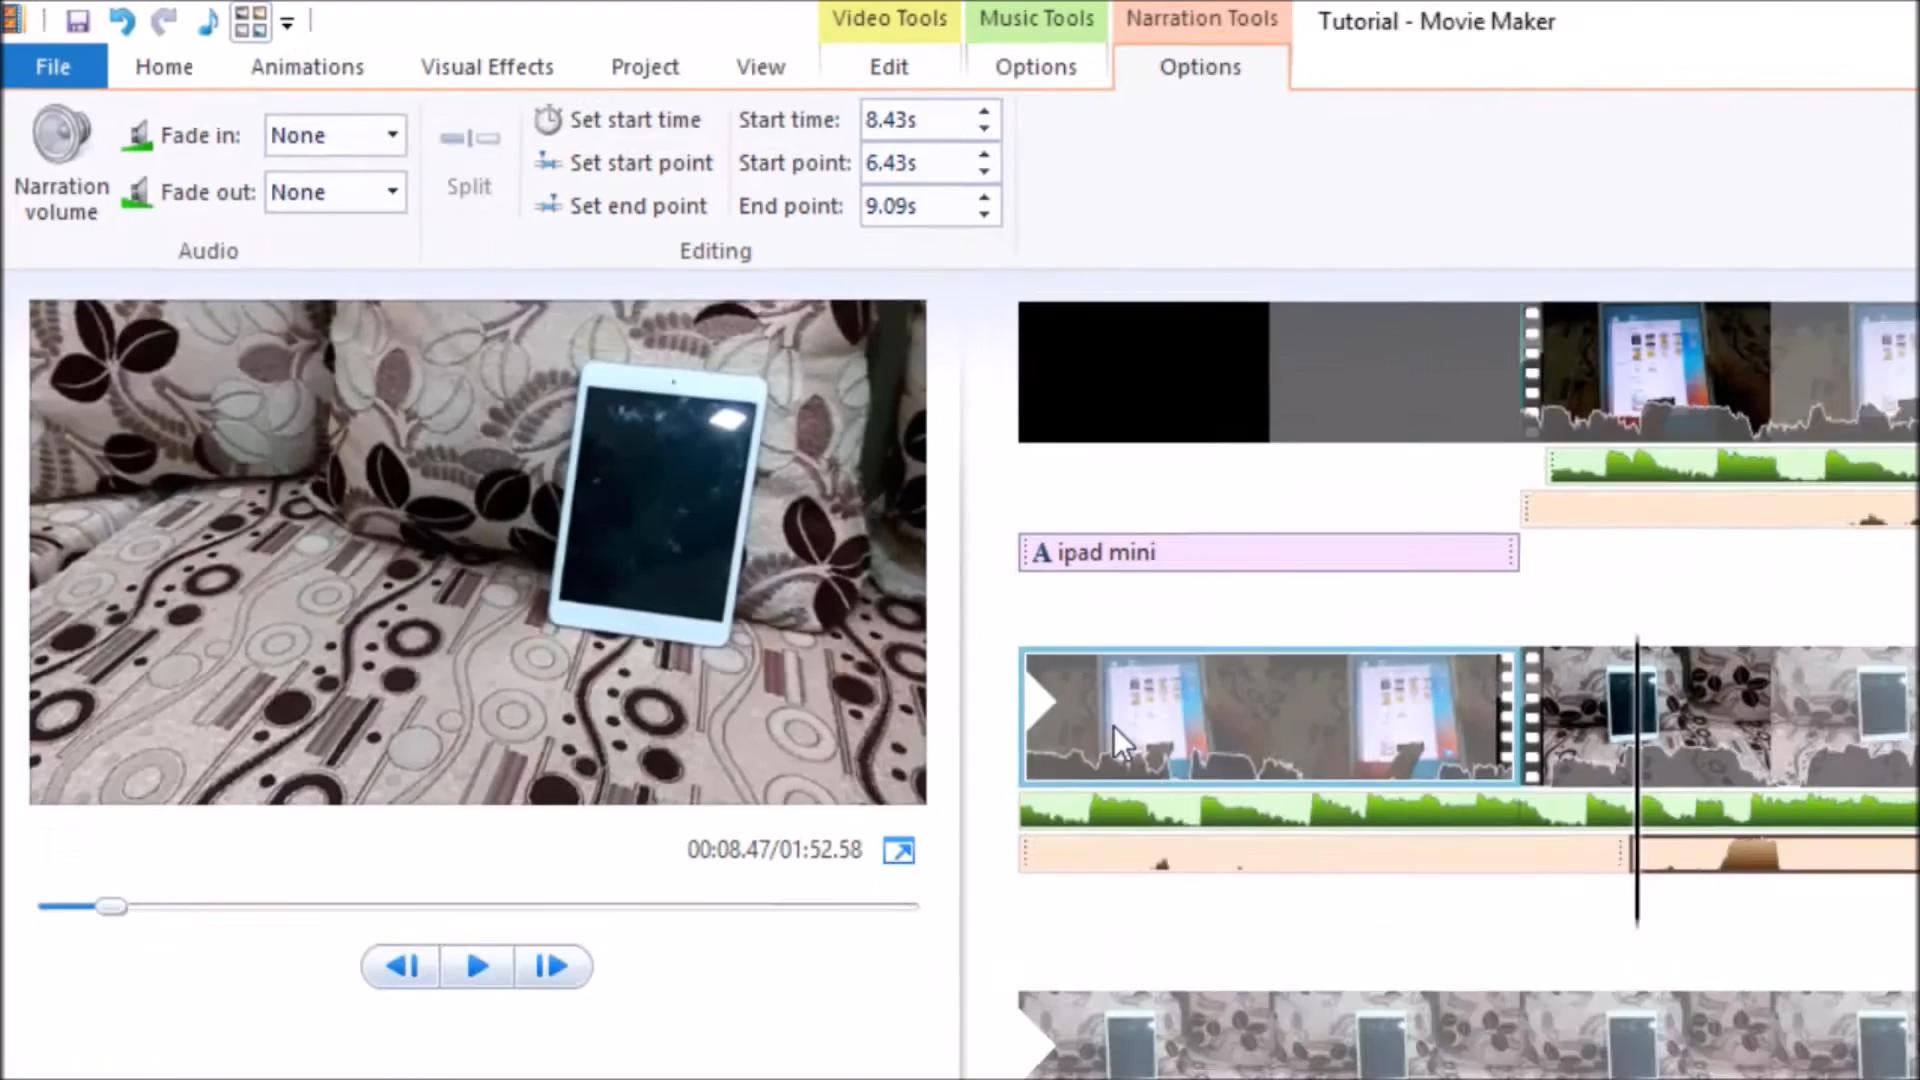 Video Tools
Music Tools
Narration Tools
Tutorial - Movie Maker
File
Home
Animations
Visual Effects
Project
View
Edit
Options
Options
Narration
volume
Fade in:
None
Fade out:
None
Audio
Split
Set start time
Set start point
Set end point
Start time:
8.43s
Start point:
6.43s
End point:
9.09s
Editing
A ipad mini
00:08.47/01:52.58